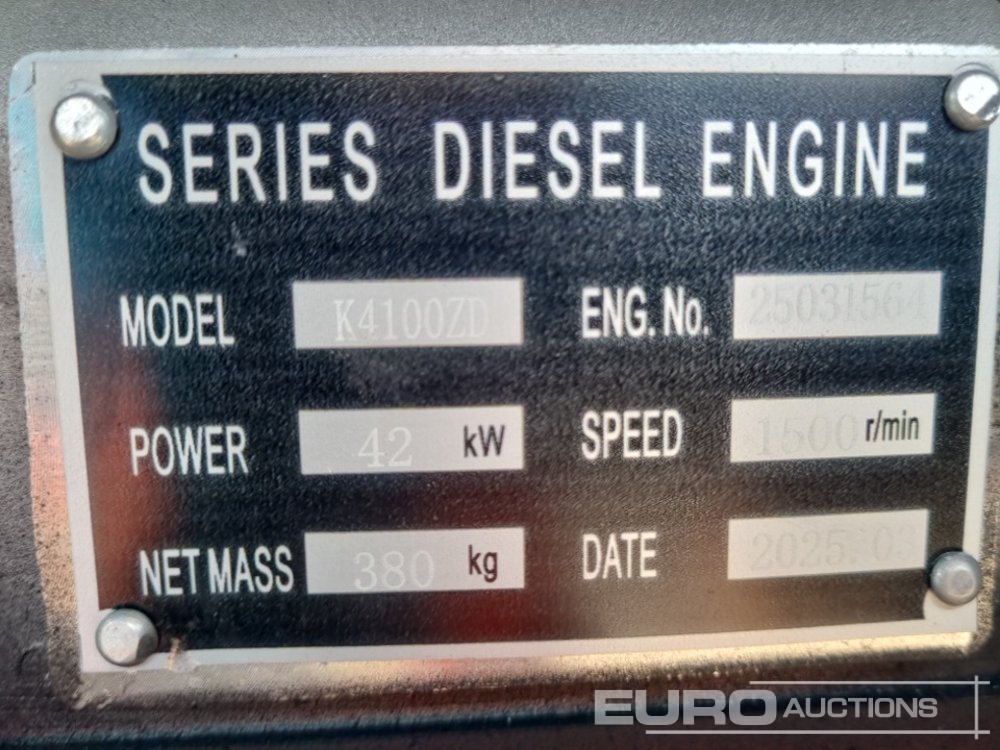 SERIES DIESEL ENGINE
MODEL K4100ZD ENG. No. 25031564
POWER 42 kW SPEED 1500 r/min
NET MASS 380 kg DATE
EURO AUCTIONS